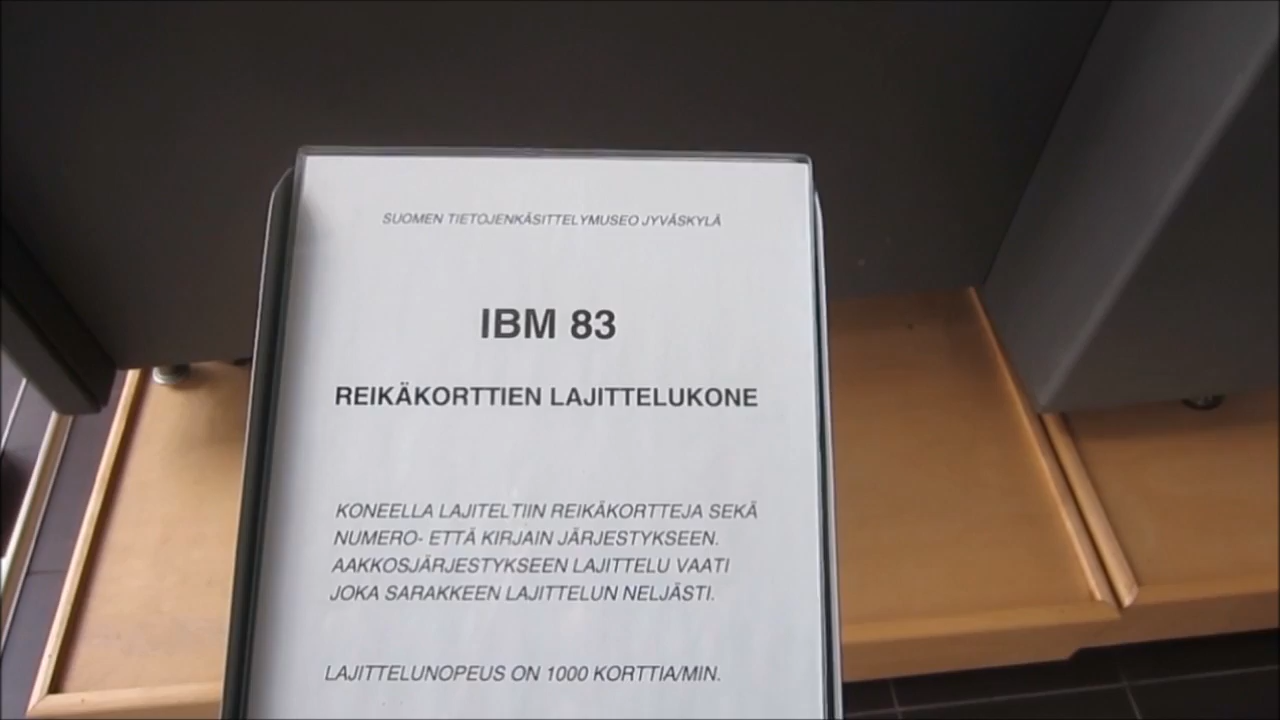 SUOMEN TIETOJENKÄSITTELYMUSEO JYVÄSKYLÄ
IBM 83
REIKÄKORTTIEN LAJITTELUKONE
KONEELLA LAJITELTIIN REIKÄKORTTEJA SEKÄ
NUMERO- ETTÄ KIRJAIN JÄRJESTYKSEEN.
AAKKOSJÄRJESTYKSEEN LAJITTELU VAATI
JOKA SARAKKEEN LAJITTELUN NELJÄSTI.
LAJITTELUNOPEUS ON 1000 KORTTIA/MIN.